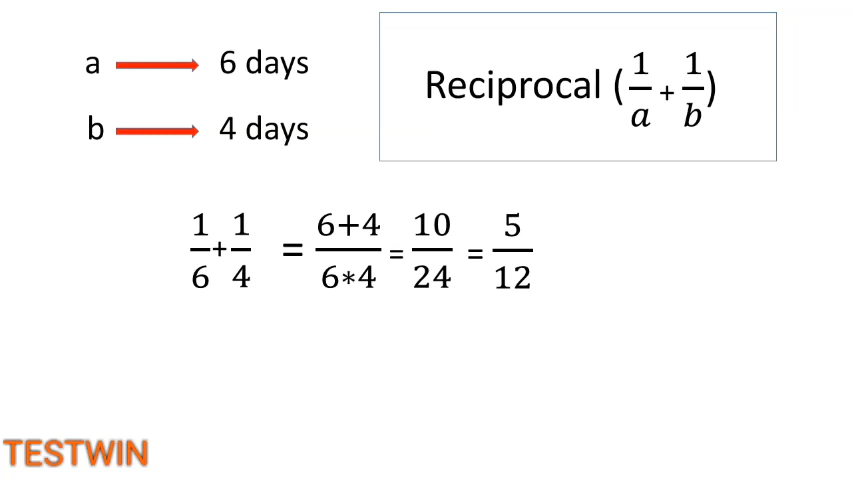 a → 6 days
b → 4 days
Reciprocal (1/a + 1/b)
1/6 + 1/4 = 6+4/6*4 = 10/24 = 5/12
TESTWIN